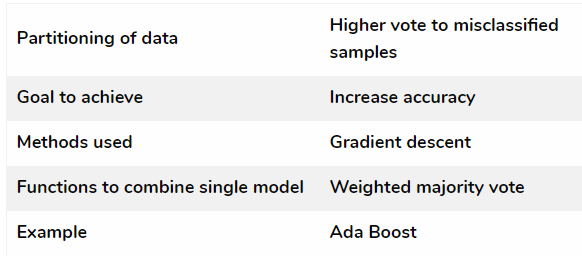 Partitioning of data Higher vote to misclassified
samples
Goal to achieve Increase accuracy
Methods used Gradient descent
Functions to combine single model Weighted majority vote
Example Ada Boost